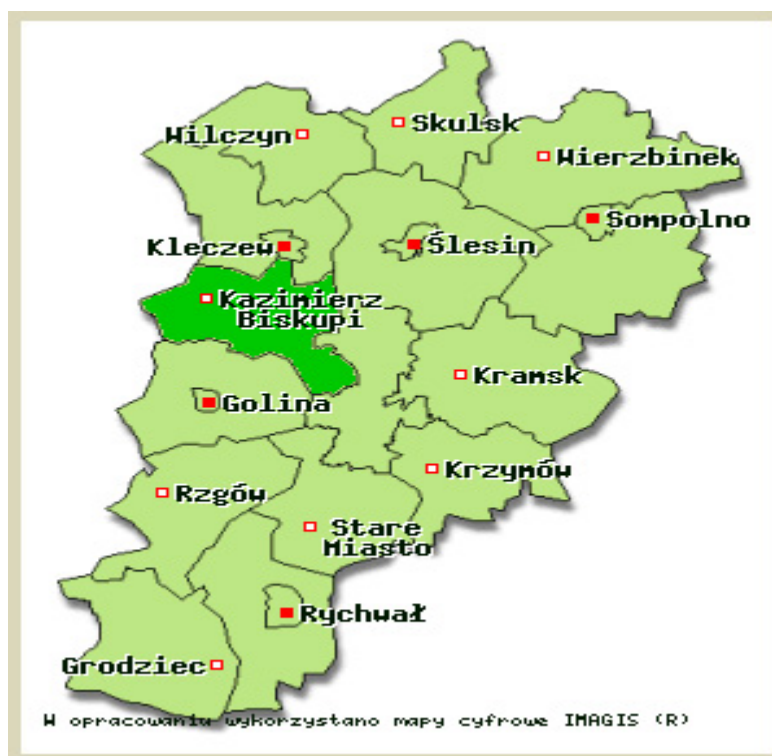 Skulsk
Wilczyn
Wierzbinek
Sompolno
Kleczew
Ślesin
Kazimierz
Biskupi
Kramsk
Golina
Krzymów
Rzgów
Stare
Miasto
Rychwał
Grodziec
W opracowaniu wykorzystano mapy cyfrowe IMAGIS (R)